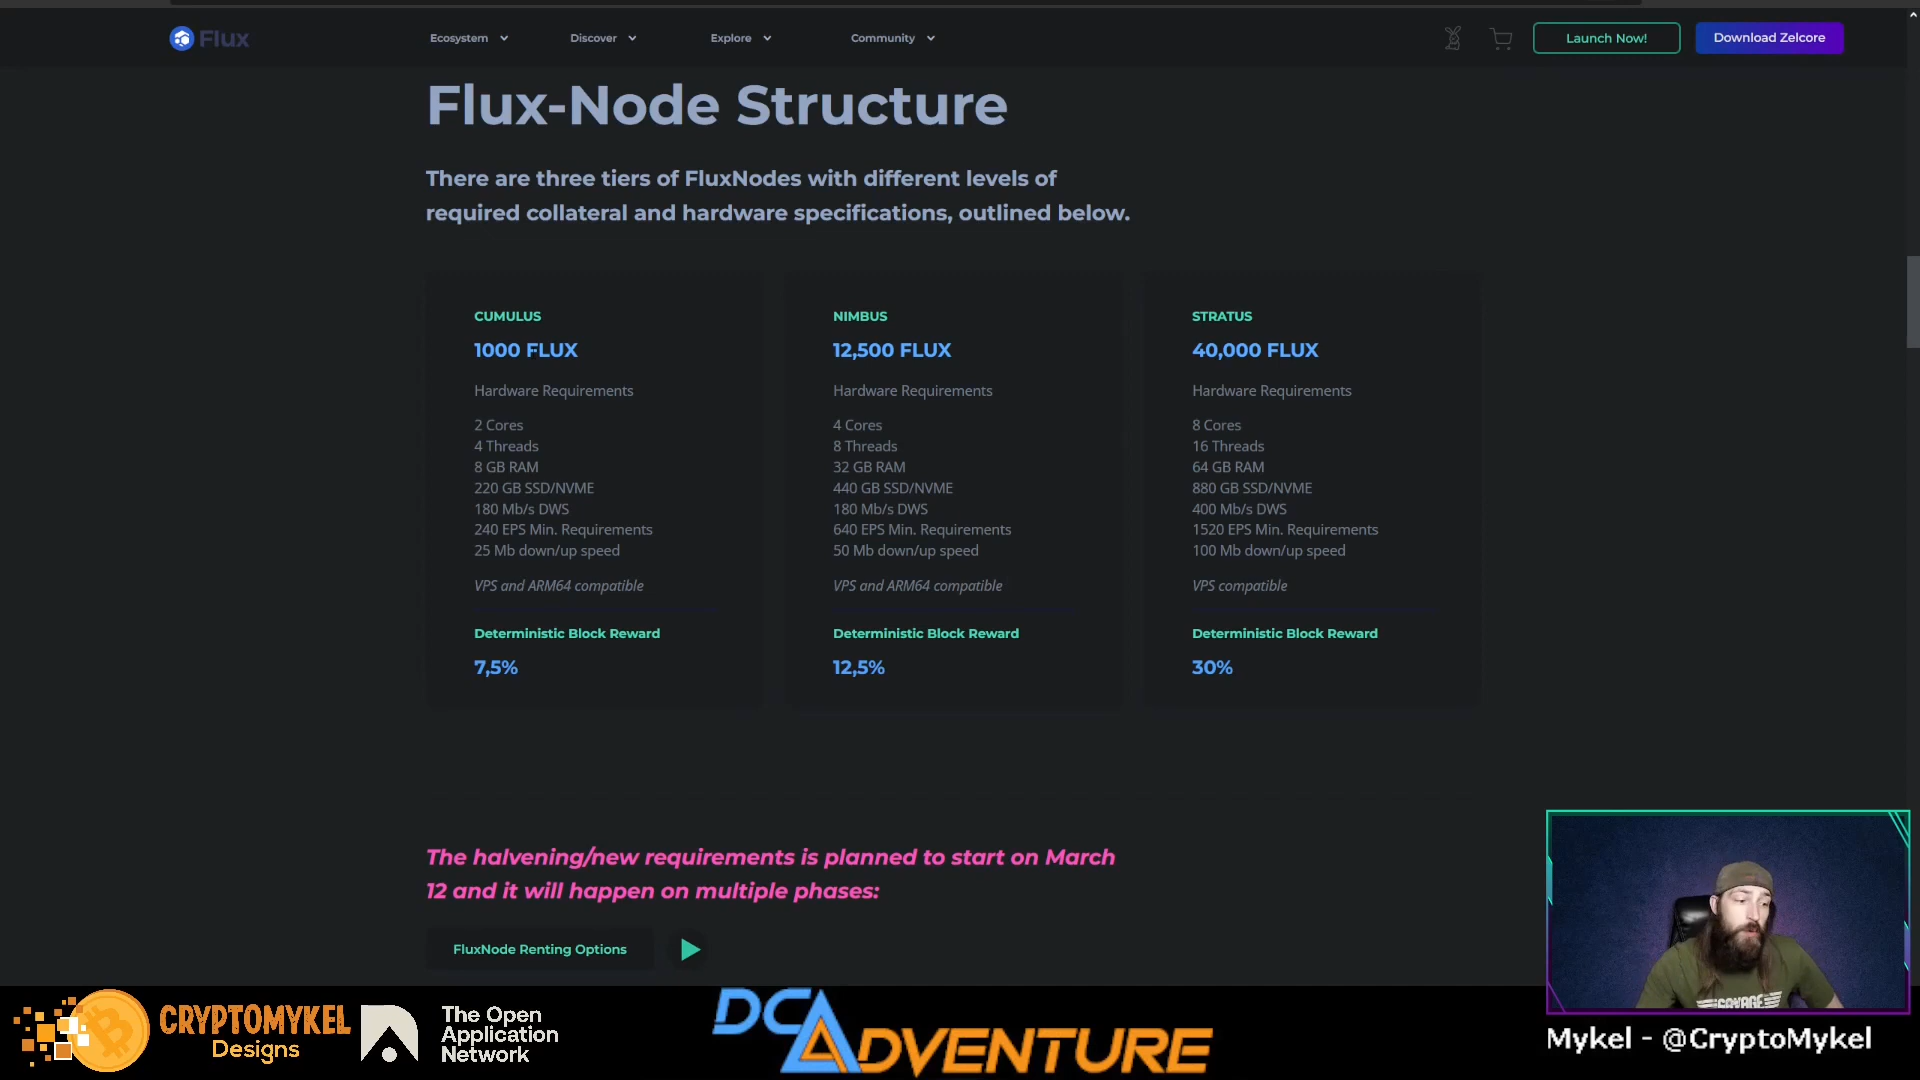 Flux
Ecosystem
Discover
Explore
Community
Launch Now!
Download Zelcore
Flux-Node Structure
There are three tiers of FluxNodes with different levels of
required collateral and hardware specifications, outlined below.
CUMULUS
1000 FLUX
Hardware Requirements
2 Cores
4 Threads
8 GB RAM
220 GB SSD/NVME
180 Mb/s DWS
240 EPS Min. Requirements
25 Mb down/up speed
VPS and ARM64 compatible
Deterministic Block Reward
7,5%
NIMBUS
12,500 FLUX
Hardware Requirements
4 Cores
8 Threads
32 GB RAM
440 GB SSD/NVME
180 Mb/s DWS
640 EPS Min. Requirements
50 Mb down/up speed
VPS and ARM64 compatible
Deterministic Block Reward
12,5%
STRATUS
40,000 FLUX
Hardware Requirements
8 Cores
16 Threads
64 GB RAM
880 GB SSD/NVME
400 Mb/s DWS
1520 EPS Min. Requirements
100 Mb down/up speed
VPS compatible
Deterministic Block Reward
30%
The halvening/new requirements is planned to start on March
12 and it will happen on multiple phases:
FluxNode Renting Options
SAVAGE
CRYPTOMYKEL
Designs
The Open
Application
Network
DCADVENTURE
Mykel - @CryptoMykel